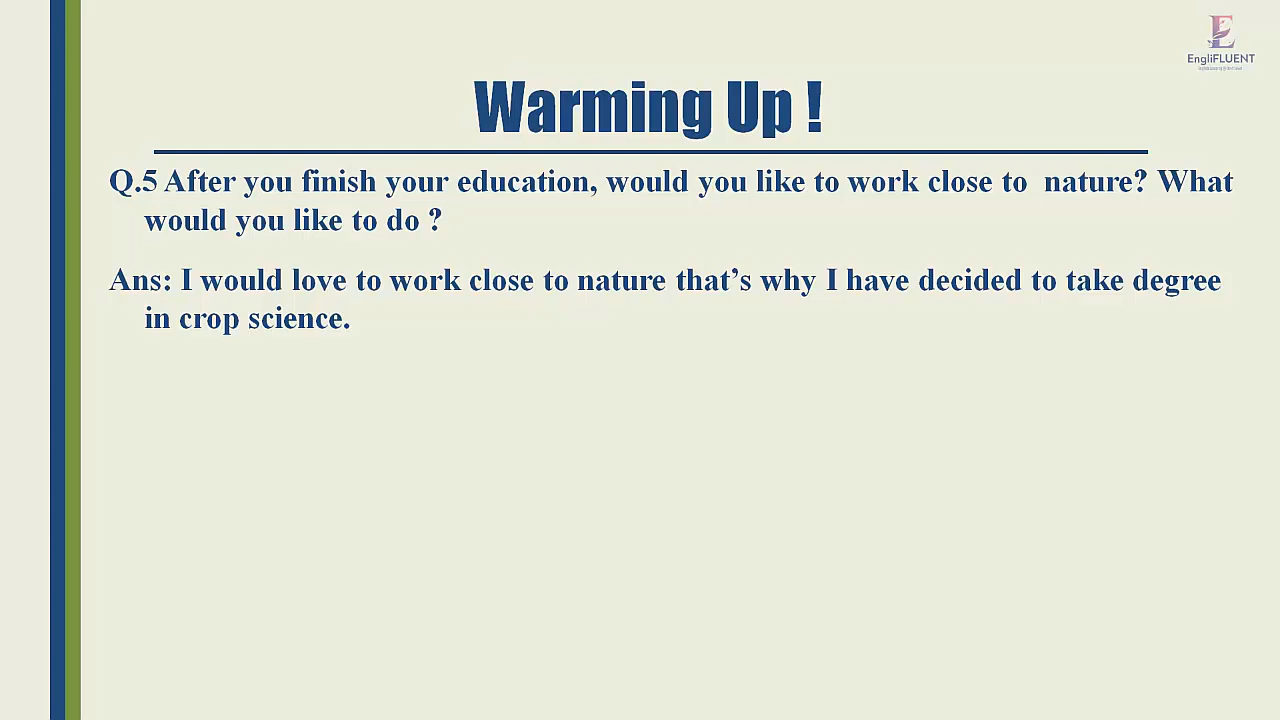 EngliFLUENT
Warming Up !
Q.5 After you finish your education, would you like to work close to nature? What
would you like to do ?
Ans: I would love to work close to nature that’s why I have decided to take degree
in crop science.